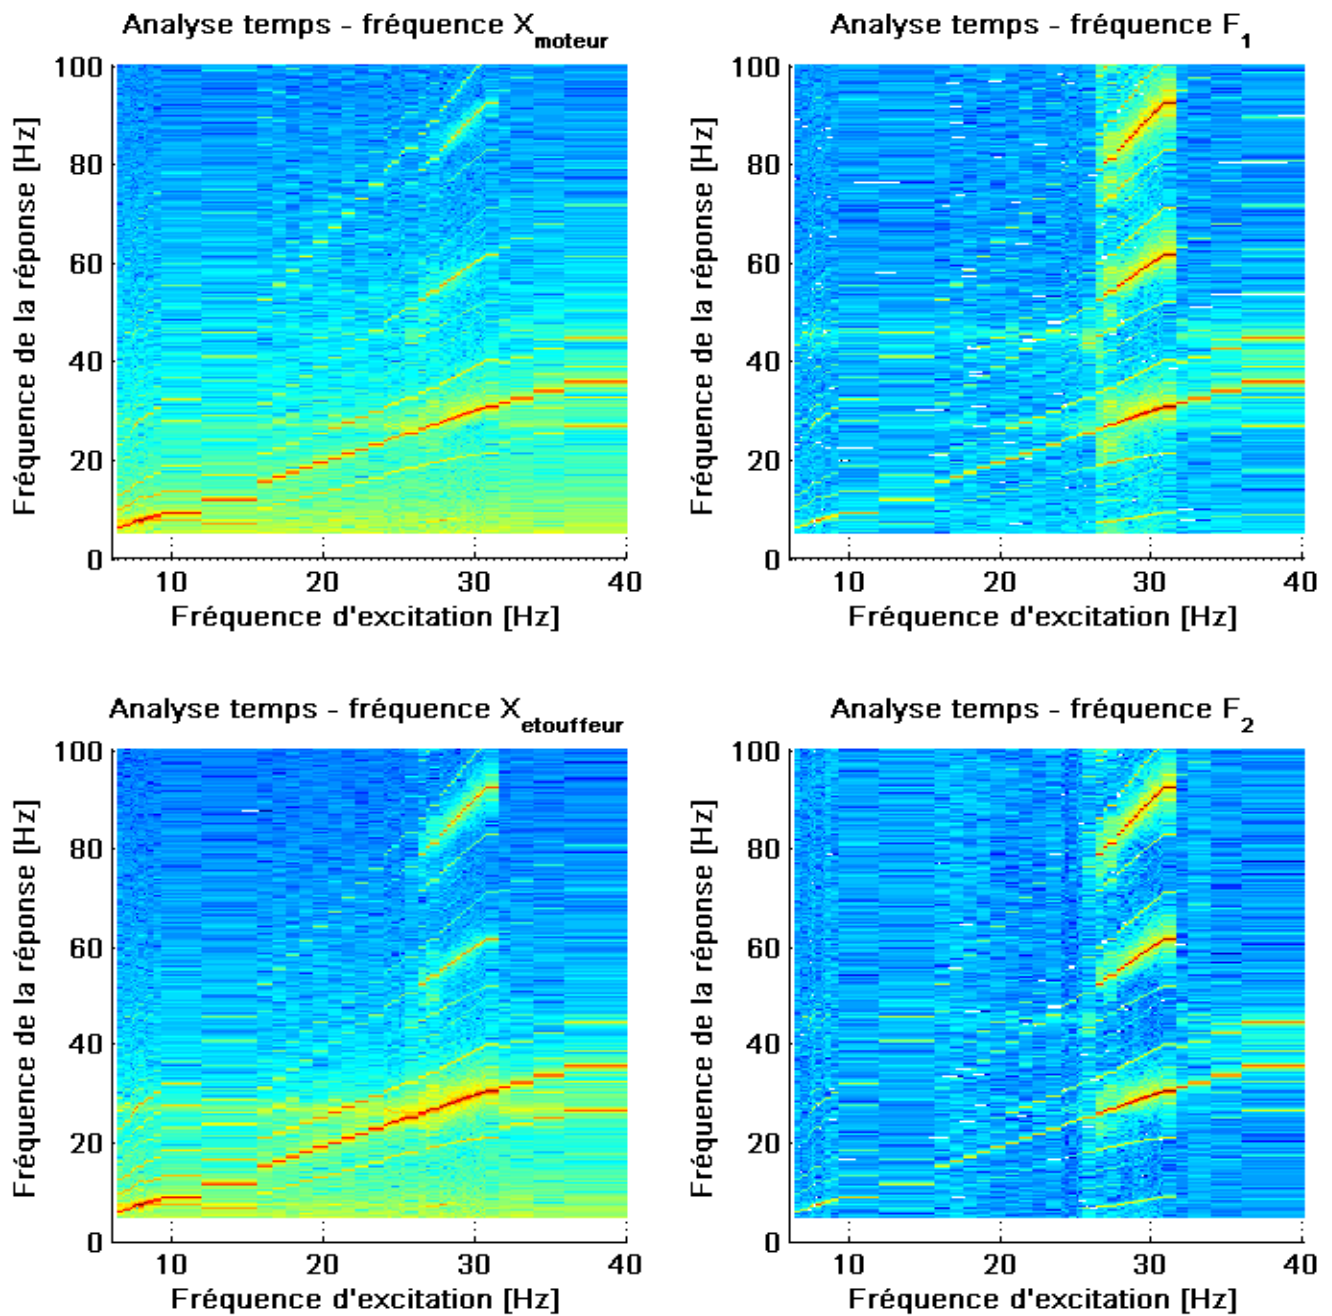 Analyse temps - fréquence X_moteur
Fréquence de la réponse [Hz]
100
80
60
40
20
0
10 20 30 40
Fréquence d'excitation [Hz]
Analyse temps - fréquence F_1
Fréquence de la réponse [Hz]
100
80
60
40
20
0
10 20 30 40
Fréquence d'excitation [Hz]
Analyse temps - fréquence X_etouffeur
Fréquence de la réponse [Hz]
100
80
60
40
20
0
10 20 30 40
Fréquence d'excitation [Hz]
Analyse temps - fréquence F_2
Fréquence de la réponse [Hz]
100
80
60
40
20
0
10 20 30 40
Fréquence d'excitation [Hz]